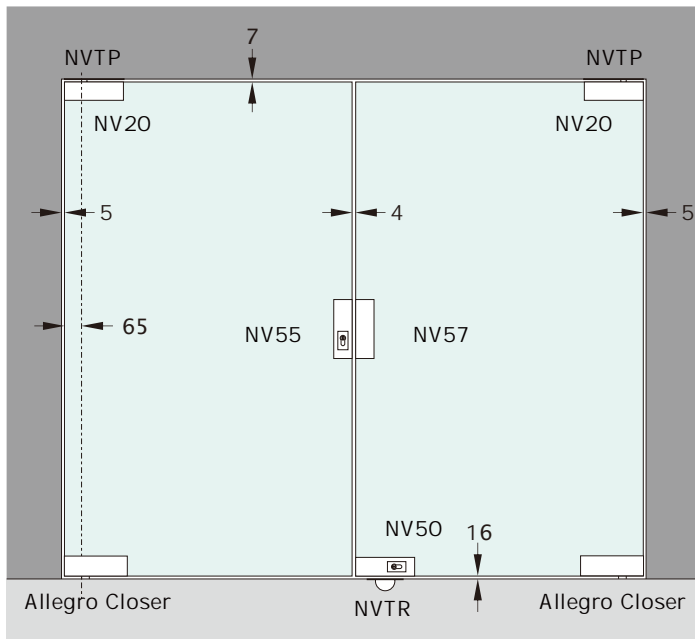 7
NVTP
NVTP
NV20
NV20
5
4
5
65
NV55
NV57
NV50
16
Allegro Closer
NVTR
Allegro Closer